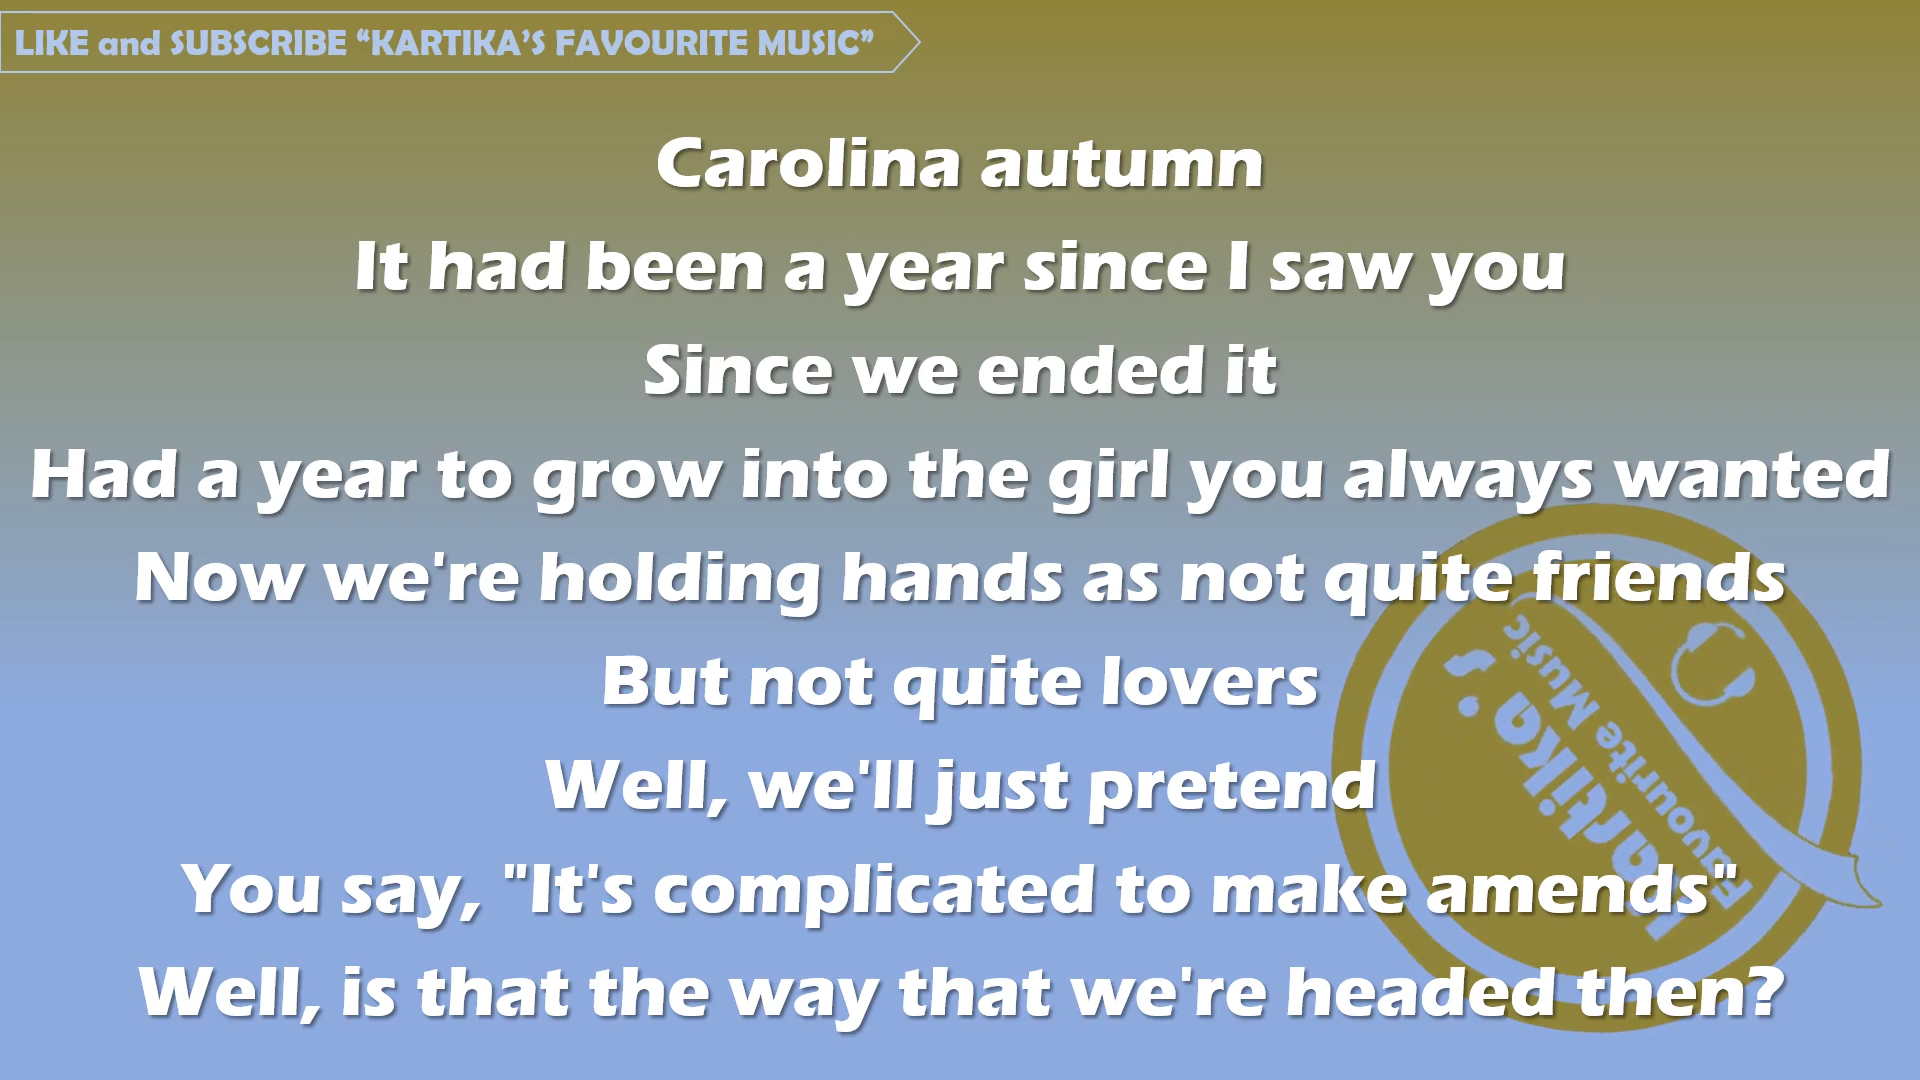 LIKE and SUBSCRIBE “KARTIKA’S FAVOURITE MUSIC”
Carolina autumn
It had been a year since I saw you
Since we ended it
Had a year to grow into the girl you always wanted
Now we're holding hands as not quite friends
But not quite lovers
Well, we'll just pretend
You say, "It's complicated to make amends"
Well, is that the way that we're headed then?
Kartika's
Favourite Music